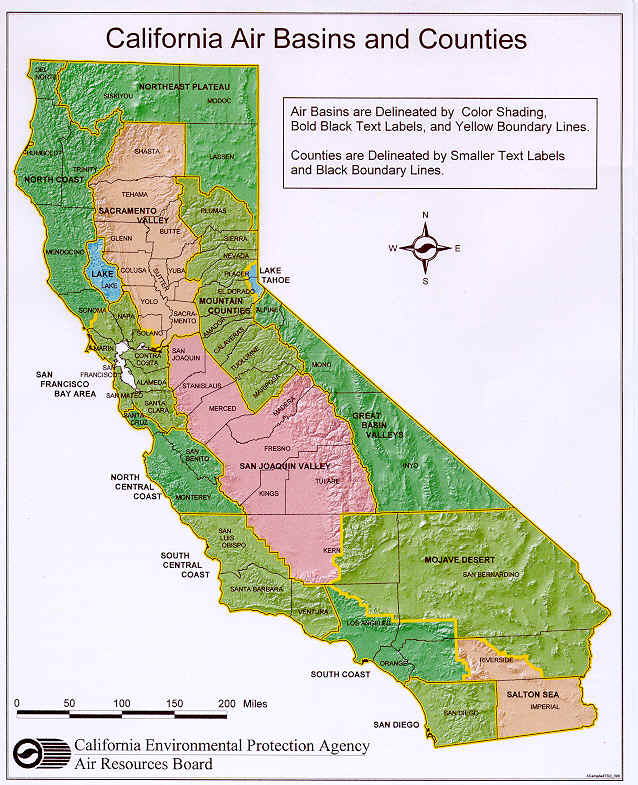 California Air Basins and Counties
Air Basins are Delineated by Color Shading,
Bold Black Text Labels, and Yellow Boundary Lines.
Counties are Delineated by Smaller Text Labels
and Black Boundary Lines.
N
W
E
S
DEL
NORTE
SISKIYOU
NORTHEAST PLATEAU
MODOC
HUMBOLDT
TRINITY
SHASTA
LASSEN
NORTH COAST
TEHAMA
PLUMAS
SACRAMENTO
VALLEY
BUTTE
GLENN
SIERRA
MENDOCINO
NEVADA
LAKE
LAKE
COLUSA
SUTTER
YUBA
PLACER
LAKE
TAHOE
EL DORADO
YOLO
MOUNTAIN
COUNTIES
ALPINE
SONOMA
NAPA
SACRA-
MENTO
AMADOR
SOLANO
CALAVERAS
MARIN
CONTRA
COSTA
SAN
JOAQUIN
TUOLUMNE
MONO
SAN
FRANCISCO
SAN
FRANCISCO
BAY AREA
ALAMEDA
STANISLAUS
MARIPOSA
SAN MATEO
SANTA
CLARA
MERCED
MADERA
SANTA
CRUZ
GREAT
BASIN
VALLEYS
SAN
BENITO
FRESNO
SAN JOAQUIN VALLEY
INYO
NORTH
CENTRAL
COAST
MONTEREY
KINGS
TULARE
SAN
LUIS
OBISPO
KERN
SOUTH
CENTRAL
COAST
MOJAVE DESERT
SAN BERNARDINO
SANTA BARBARA
VENTURA
LOS ANGELES
ORANGE
RIVERSIDE
SOUTH COAST
SALTON SEA
IMPERIAL
SAN DIEGO
SAN DIEGO
0 50 100 150 200 Miles
California Environmental Protection Agency
Air Resources Board